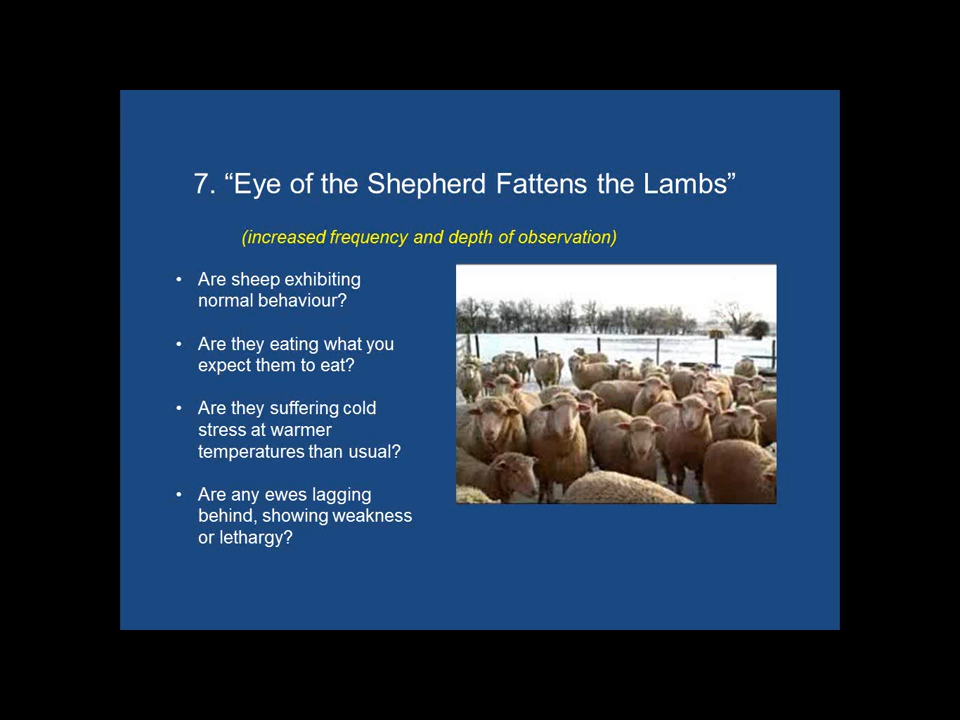 7. “Eye of the Shepherd Fattens the Lambs”
(increased frequency and depth of observation)
• Are sheep exhibiting
normal behaviour?
• Are they eating what you
expect them to eat?
• Are they suffering cold
stress at warmer
temperatures than usual?
• Are any ewes lagging
behind, showing weakness
or lethargy?